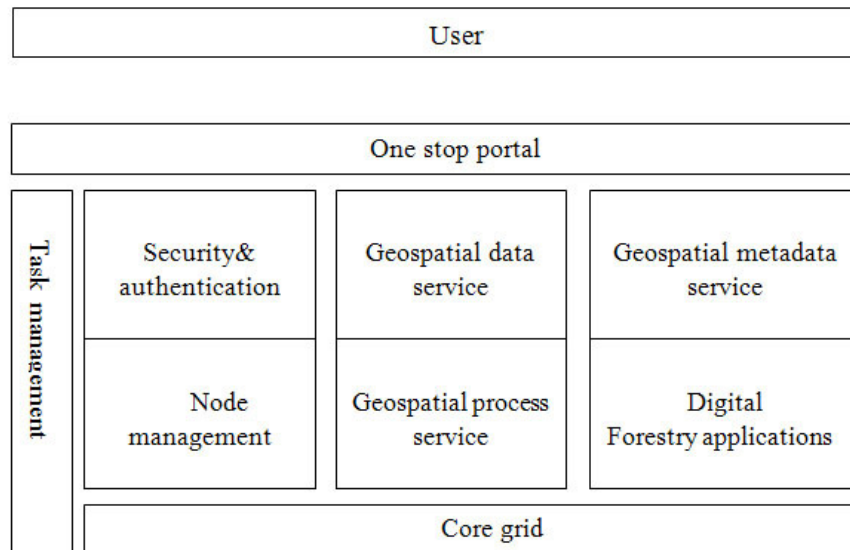 User
One stop portal
Task management
Security&
authentication
Geospatial data
service
Geospatial metadata
service
Node
management
Geospatial process
service
Digital
Forestry applications
Core grid